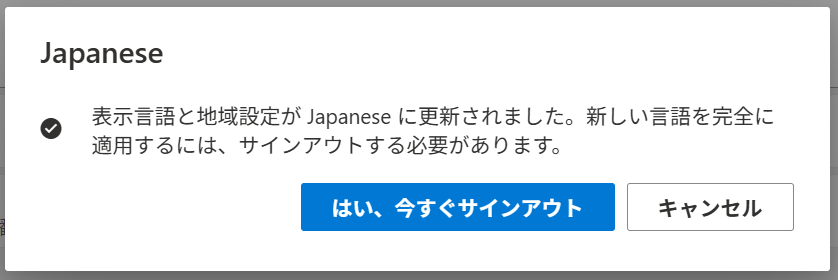 Japanese
表示言語と地域設定が Japanese に更新されました。新しい言語を完全に
適用するには、サインアウトする必要があります。
はい、今すぐサインアウト
キャンセル